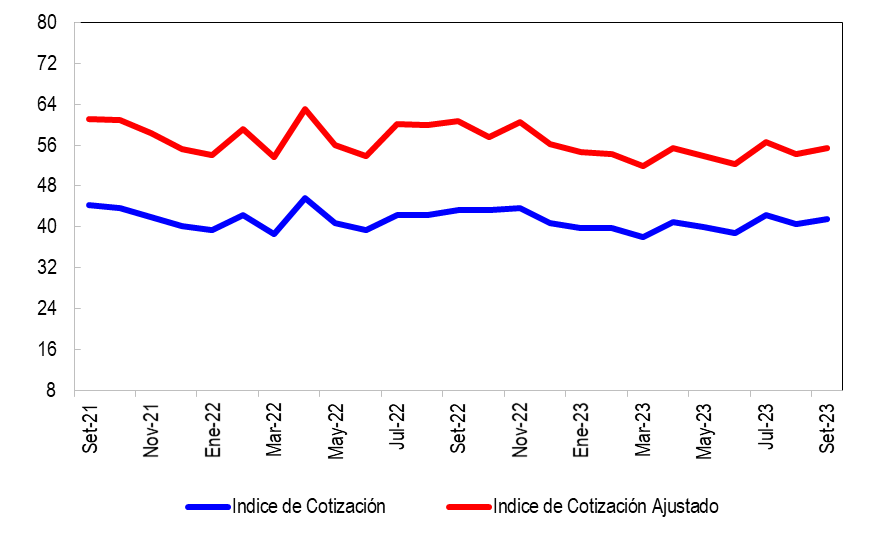 80
72
64
56
48
40
32
24
16
8
Set-21
Nov-21
Ene-22
Mar-22
May-22
Jul-22
Set-22
Nov-22
Ene-23
Mar-23
May-23
Jul-23
Set-23
Indice de Cotización
Indice de Cotización Ajustado